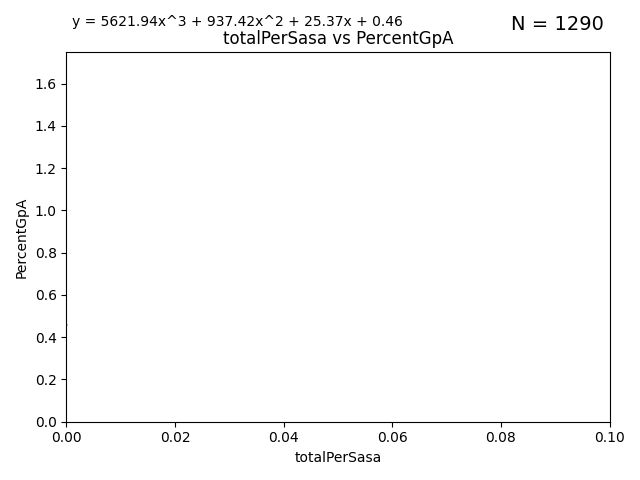 y = 5621.94x^3 + 937.42x^2 + 25.37x + 0.46
N = 1290
totalPerSasa vs PercentGpA
PercentGpA
1.6
1.4
1.2
1.0
0.8
0.6
0.4
0.2
0.0
0.00 0.02 0.04 0.06 0.08 0.10
totalPerSasa